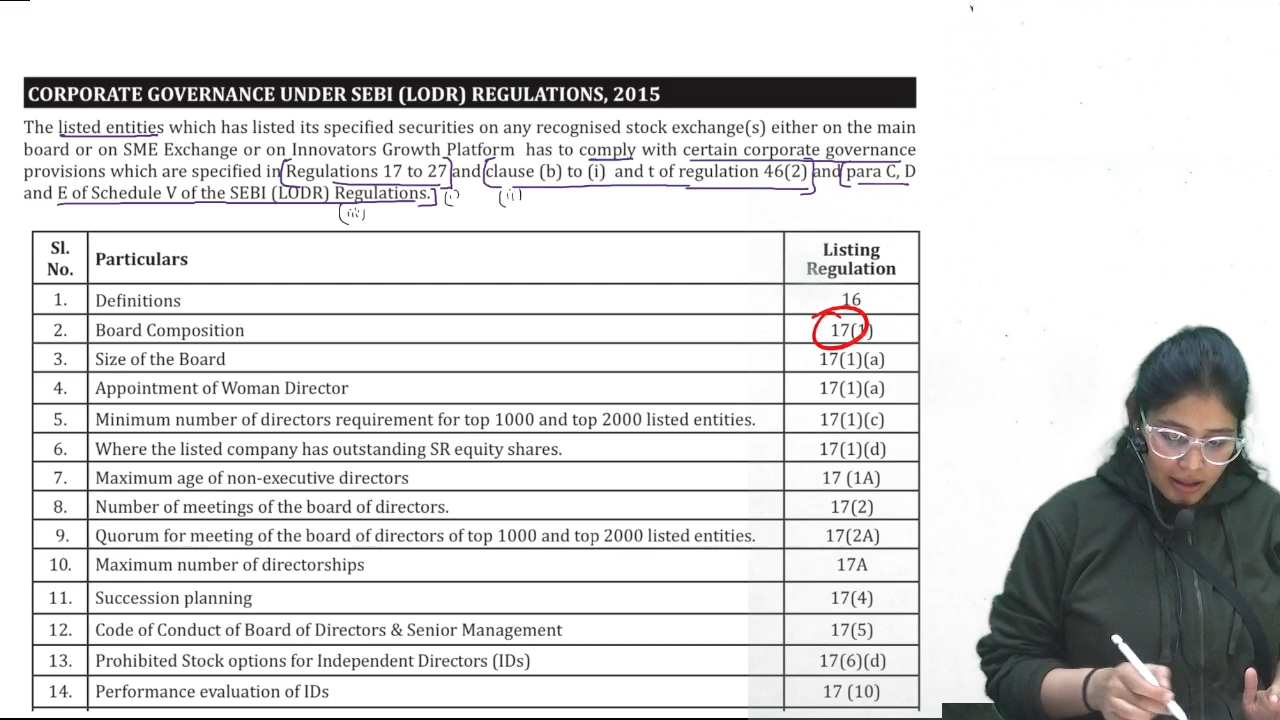 CORPORATE GOVERNANCE UNDER SEBI (LODR) REGULATIONS, 2015
The listed entities which has listed its specified securities on any recognised stock exchange(s) either on the main
board or on SME Exchange or on Innovators Growth Platform has to comply with certain corporate governance
provisions which are specified in Regulations 17 to 27 and clause (b) to (i) and t of regulation 46(2) and para C, D
and E of Schedule V of the SEBI (LODR) Regulations.
(i) (ii)
(iii)
Sl. No. Particulars Listing Regulation
1. Definitions 16
2. Board Composition 17(1)
3. Size of the Board 17(1)(a)
4. Appointment of Woman Director 17(1)(a)
5. Minimum number of directors requirement for top 1000 and top 2000 listed entities. 17(1)(c)
6. Where the listed company has outstanding SR equity shares. 17(1)(d)
7. Maximum age of non-executive directors 17 (1A)
8. Number of meetings of the board of directors. 17(2)
9. Quorum for meeting of the board of directors of top 1000 and top 2000 listed entities. 17(2A)
10. Maximum number of directorships 17A
11. Succession planning 17(4)
12. Code of Conduct of Board of Directors & Senior Management 17(5)
13. Prohibited Stock options for Independent Directors (IDs) 17(6)(d)
14. Performance evaluation of IDs 17 (10)